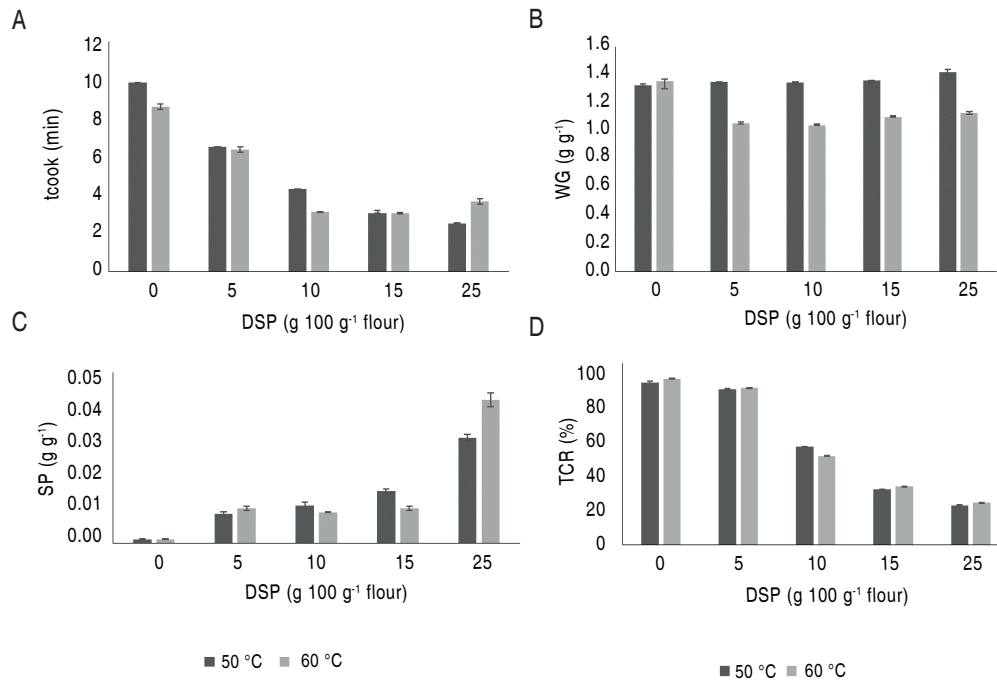 A
12
10
8
6
4
2
0
tcook (min)
0 5 10 15 25
DSP (g 100 g⁻¹ flour)
B
1.6
1.4
1.2
1.0
0.8
0.6
0.4
0.2
0.0
WG (g g⁻¹)
0 5 10 15 25
DSP (g 100 g⁻¹ flour)
C
0.05
0.04
0.03
0.02
0.01
0.00
SP (g g⁻¹)
0 5 10 15 25
DSP (g 100 g⁻¹ flour)
50 °C 60 °C
D
100
80
60
40
20
0
TCR (%)
0 5 10 15 25
DSP (g 100 g⁻¹ flour)
50 °C 60 °C